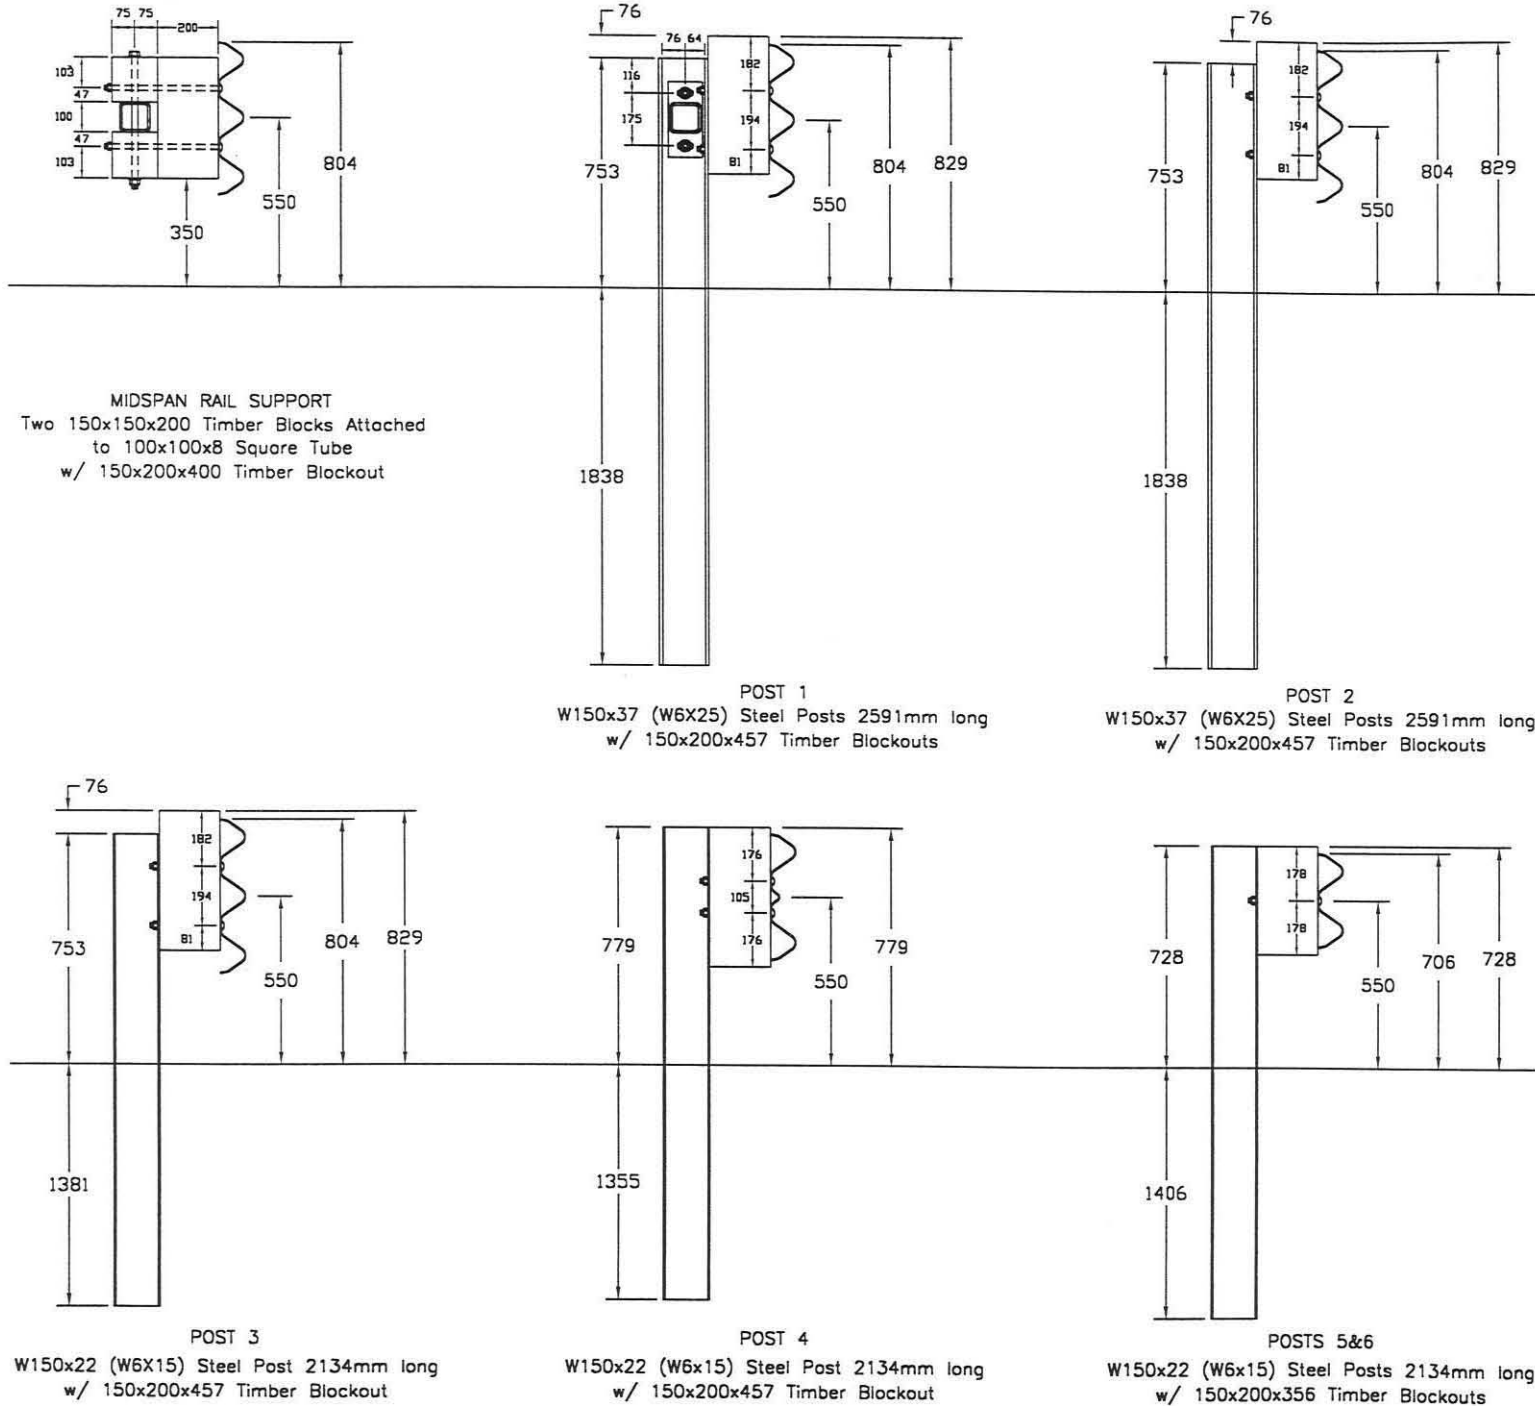 75 75
200
103
47
100
47
103
350
550
804
MIDSPAN RAIL SUPPORT
Two 150x150x200 Timber Blocks Attached
to 100x100x8 Square Tube
w/ 150x200x400 Timber Blockout
76
76 64
116
175
182
194
81
753
550
804
829
1838
POST 1
W150x37 (W6X25) Steel Posts 2591mm long
w/ 150x200x457 Timber Blockouts
76
182
194
81
753
550
804
829
1838
POST 2
W150x37 (W6X25) Steel Posts 2591mm long
w/ 150x200x457 Timber Blockouts
76
182
194
81
753
550
804
829
1381
POST 3
W150x22 (W6X15) Steel Post 2134mm long
w/ 150x200x457 Timber Blockout
176
105
176
779
550
779
1355
POST 4
W150x22 (W6x15) Steel Post 2134mm long
w/ 150x200x457 Timber Blockout
178
178
728
550
706
728
1406
POSTS 5&6
W150x22 (W6x15) Steel Posts 2134mm long
w/ 150x200x356 Timber Blockouts